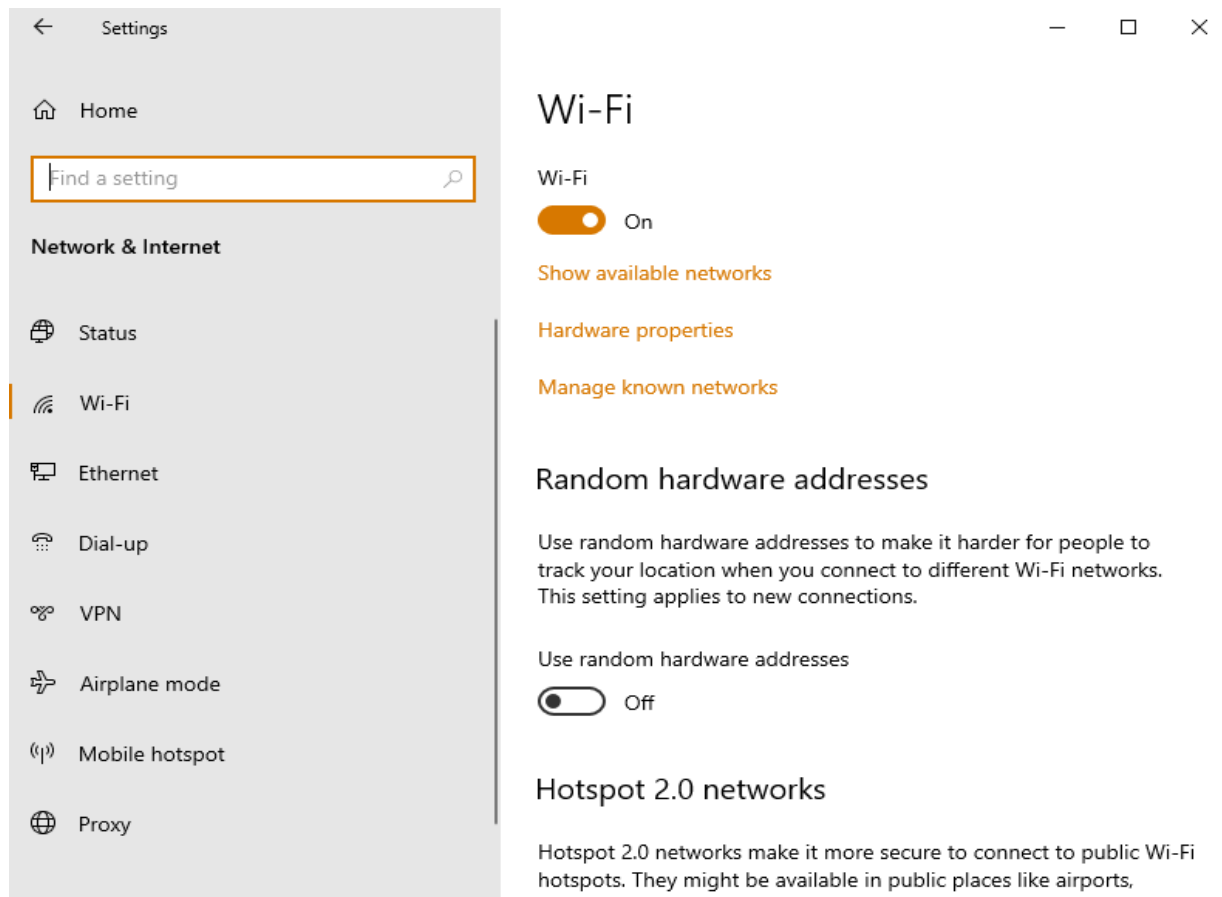 Settings
Home
Find a setting
Network & Internet
Status
Wi-Fi
Ethernet
Dial-up
VPN
Airplane mode
Mobile hotspot
Proxy
Wi-Fi
Wi-Fi
On
Show available networks
Hardware properties
Manage known networks
Random hardware addresses
Use random hardware addresses to make it harder for people to
track your location when you connect to different Wi-Fi networks.
This setting applies to new connections.
Use random hardware addresses
Off
Hotspot 2.0 networks
Hotspot 2.0 networks make it more secure to connect to public Wi-Fi
hotspots. They might be available in public places like airports,